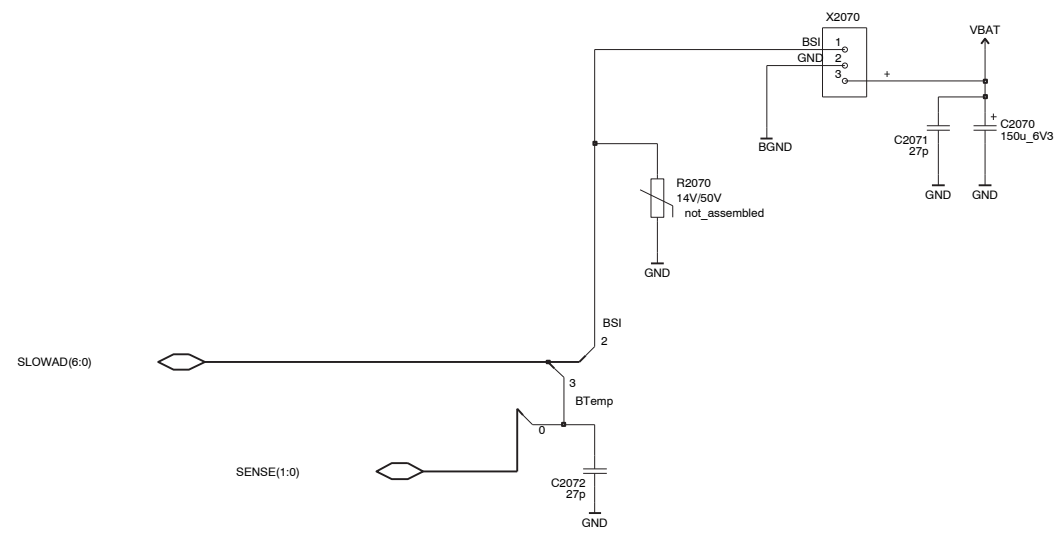 X2070
VBAT
BSI 1
GND 2
3 +
BGND
C2071
27p
+ C2070
150u_6V3
GND
GND
R2070
14V/50V
not_assembled
GND
BSI
2
SLOWAD(6:0)
3
BTemp
0
SENSE(1:0)
C2072
27p
GND